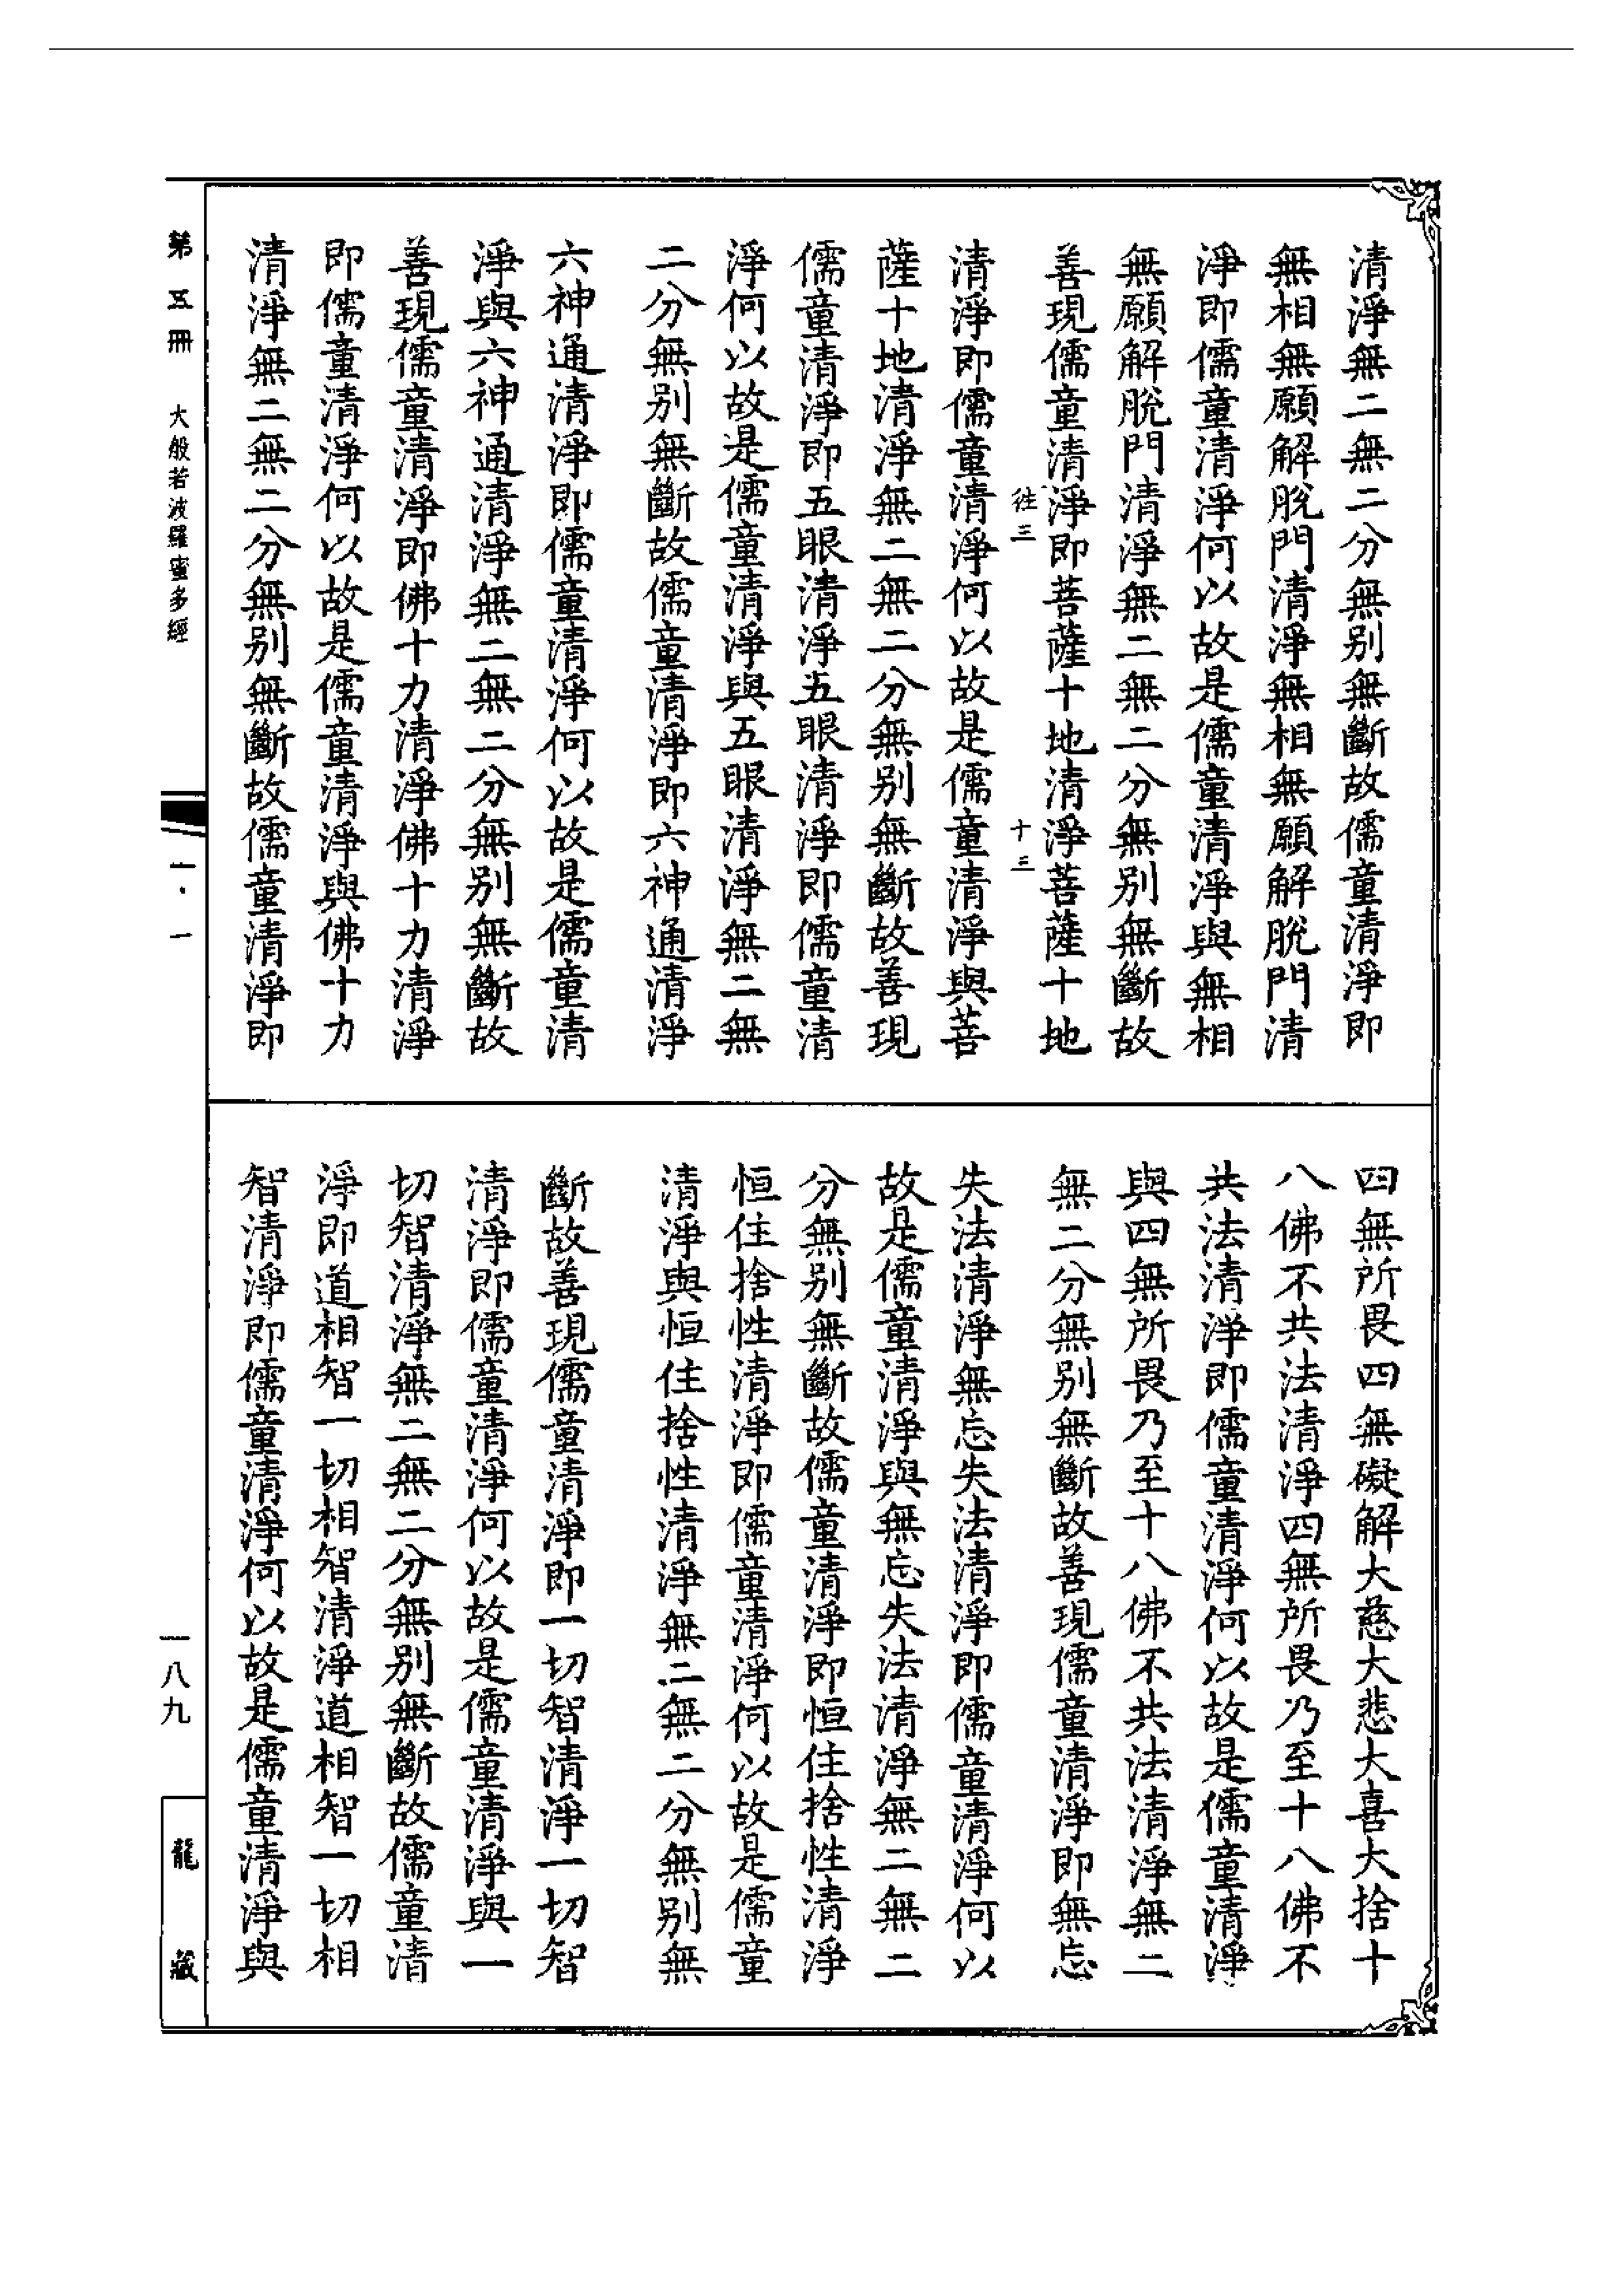 清淨無二無二分無別無斷故儒童清淨即
無相無願解脫門清淨無相無願解脫門清
淨即儒童清淨何以故是儒童清淨與無相
無願解脫門清淨無二無二分無別無斷故
善現儒童清淨即菩薩十地清淨菩薩十地
十三
清淨即儒童清淨何以故是儒童清淨與菩
薩十地清淨無二無二分無別無斷故善現
儒童清淨即五眼清淨五眼清淨即儒童清
淨何以故是儒童清淨與五眼清淨無二無
二分無別無斷故儒童清淨即六神通清淨
六神通清淨即儒童清淨何以故是儒童清
淨與六神通清淨無二無二分無別無斷故
善現儒童清淨即佛十力清淨佛十力清淨
即儒童清淨何以故是儒童清淨與佛十力
清淨無二無二分無別無斷故儒童清淨即
四無所畏四無礙解大慈大悲大喜大捨十
八佛不共法清淨四無所畏乃至十八佛不
共法清淨即儒童清淨何以故是儒童清淨
與四無所畏乃至十八佛不共法清淨無二
無二分無別無斷故善現儒童清淨即無忘
失法清淨無忘失法清淨即儒童清淨何以
故是儒童清淨與無忘失法清淨無二無二
分無別無斷故儒童清淨即恒住捨性清淨
恒住捨性清淨即儒童清淨何以故是儒童
清淨與恒住捨性清淨無二無二分無別無
斷故善現儒童清淨即一切智清淨一切智
清淨即儒童清淨何以故是儒童清淨與一
切智清淨無二無二分無別無斷故儒童清
淨即道相智一切相智清淨道相智一切相
智清淨即儒童清淨何以故是儒童清淨與
第五冊 大般若波羅蜜多經
一八九
龍藏